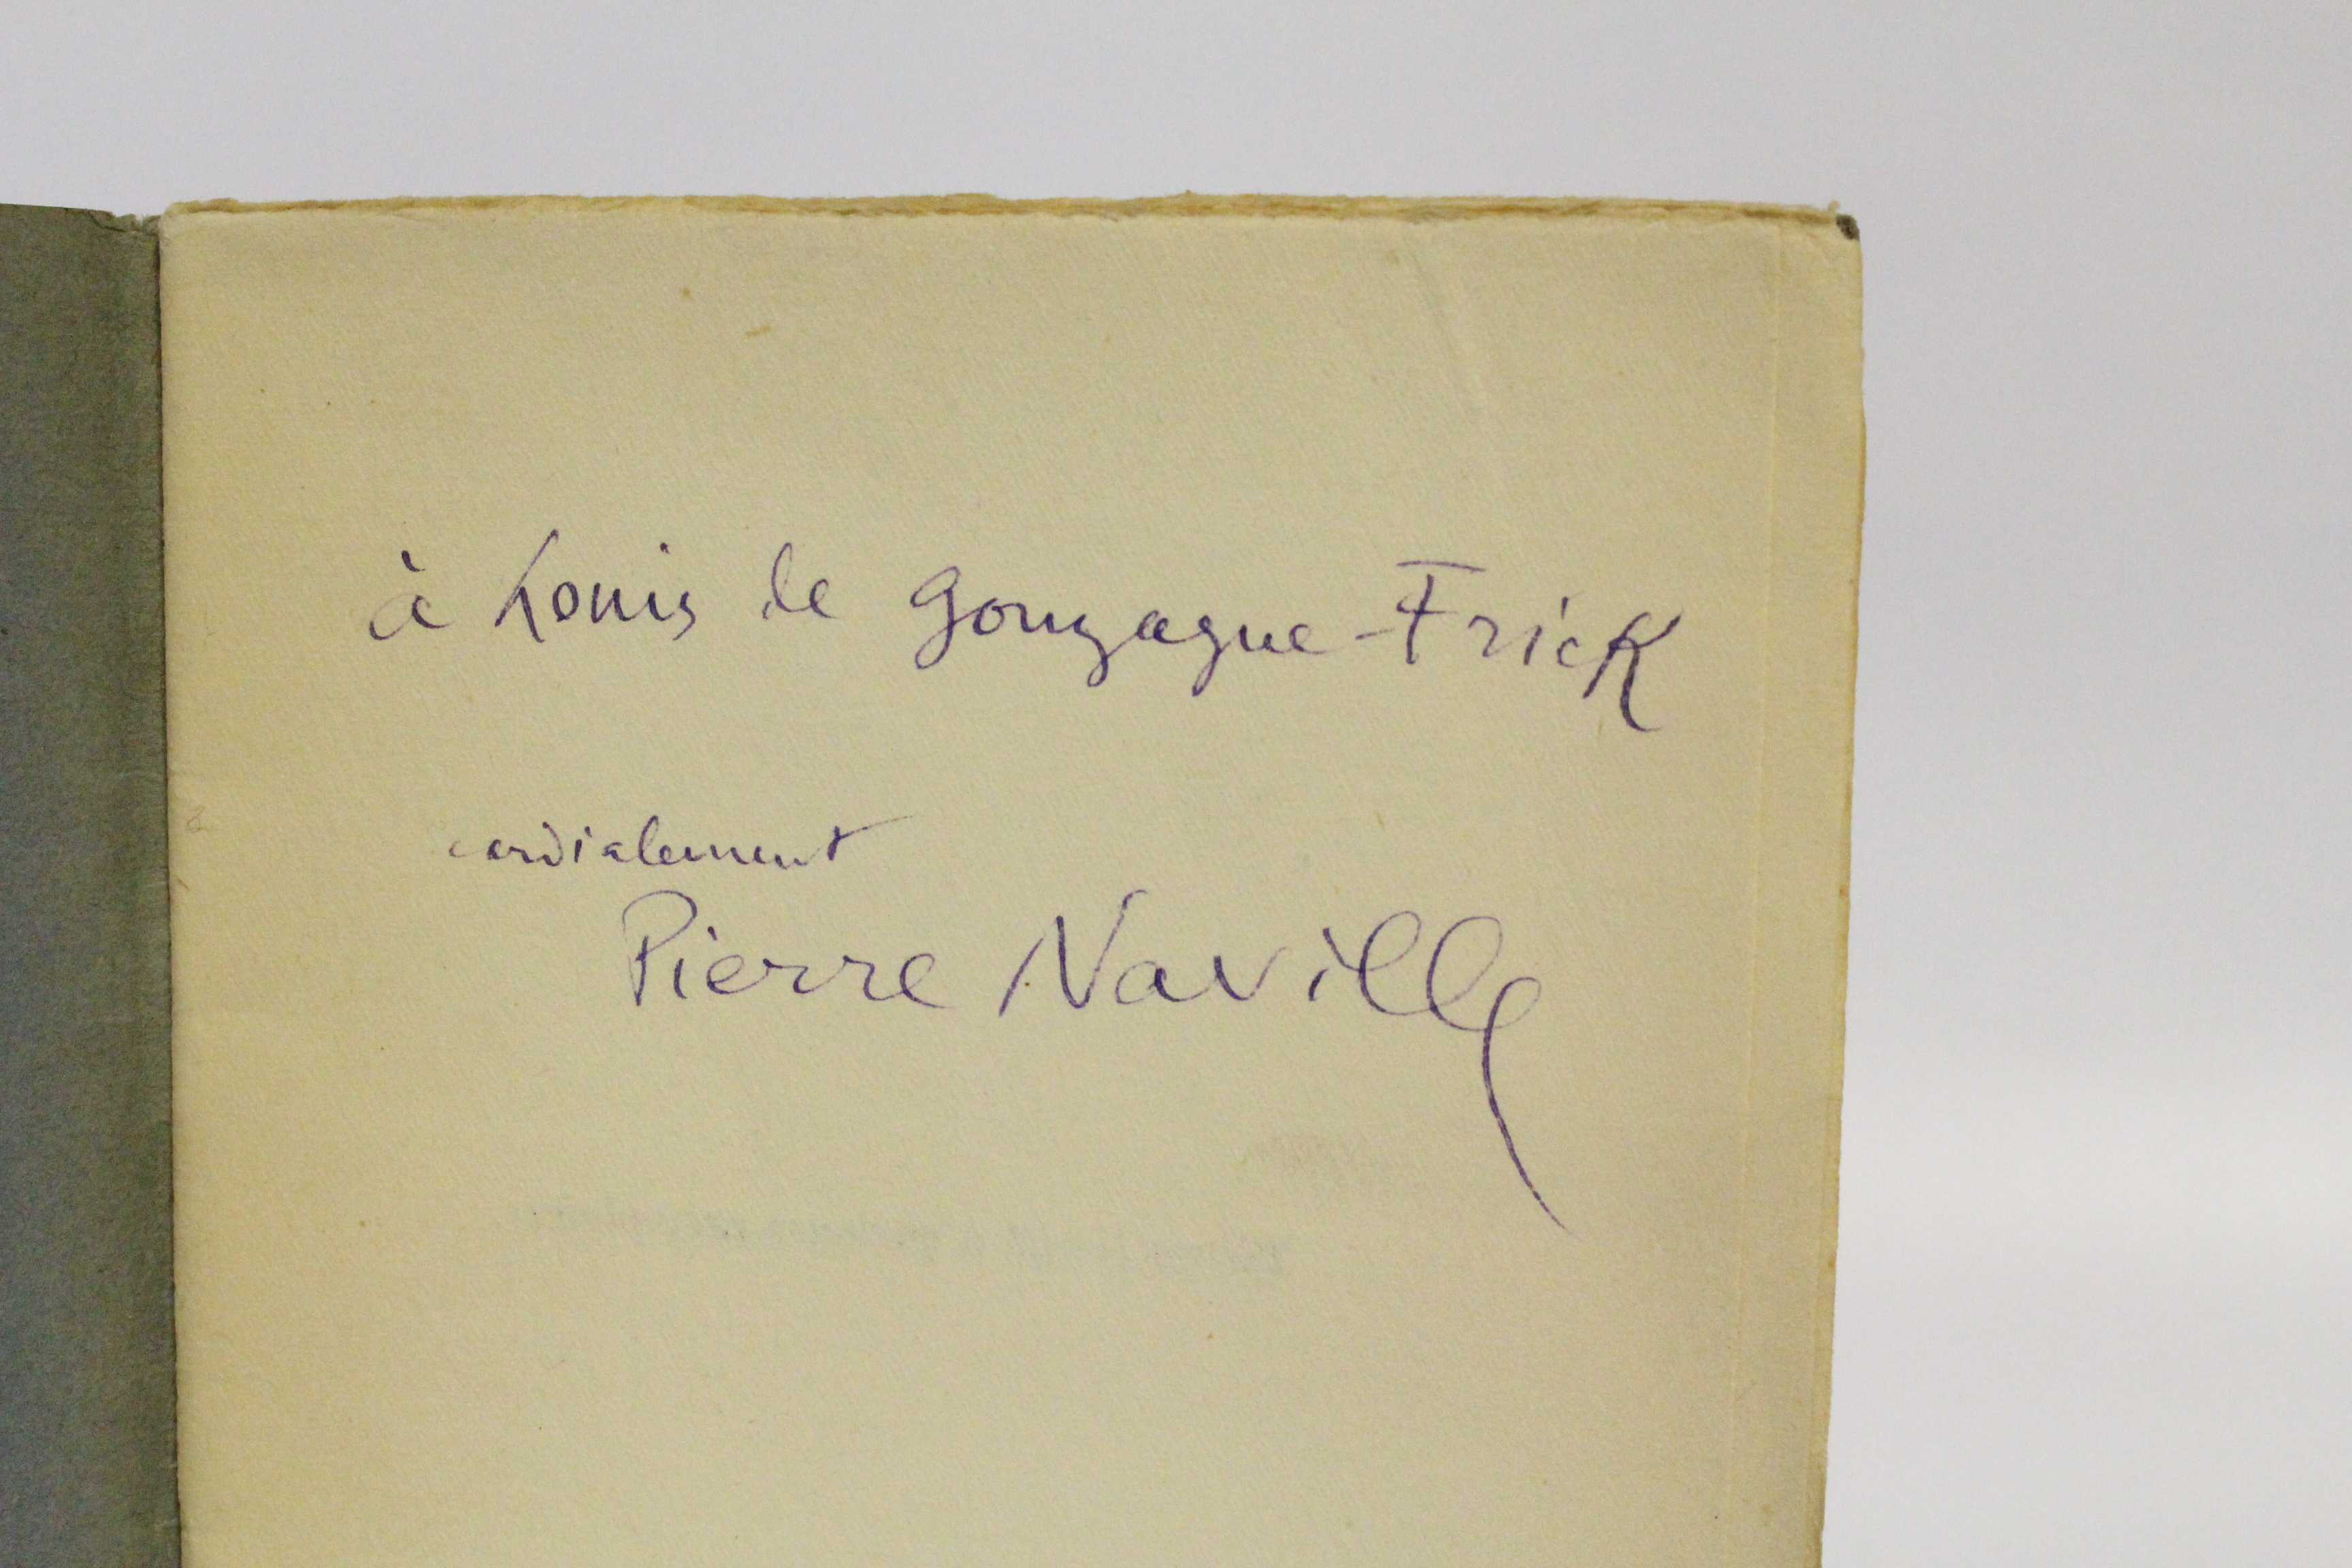 à Louis de Gonzague-Frick
cordialement
Pierre Naville